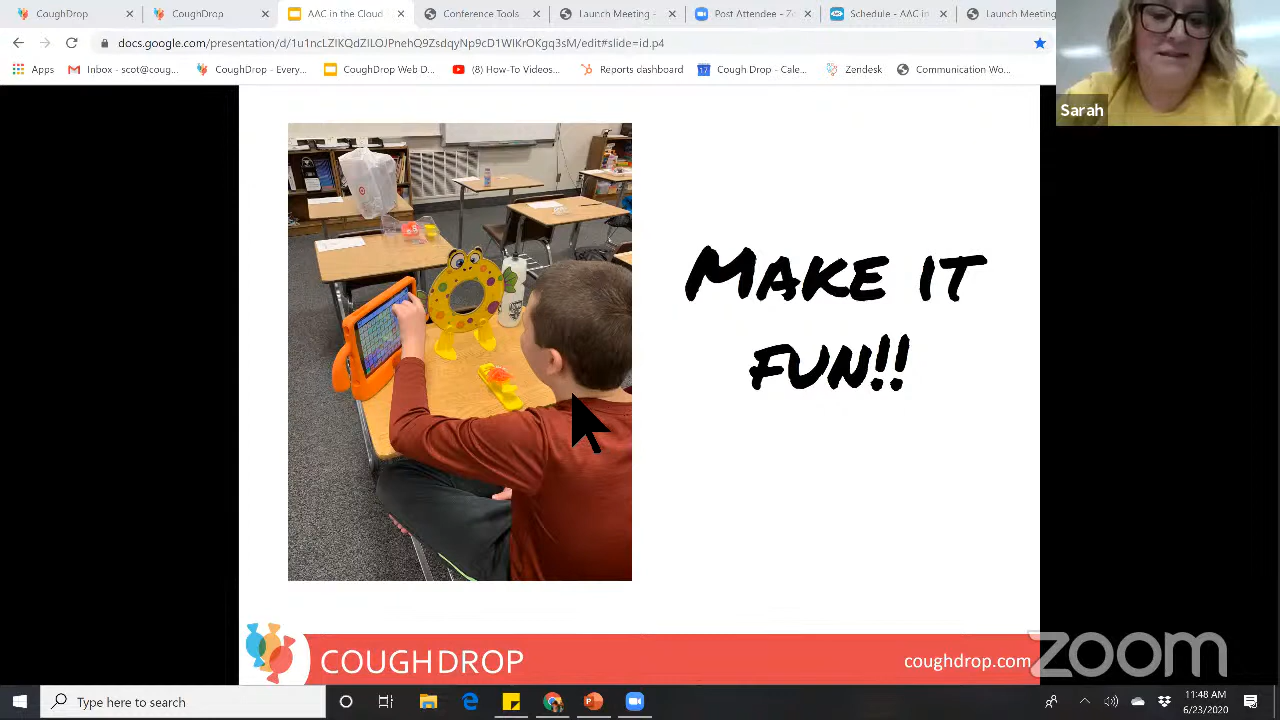 CoughDrop
CoughDrop
AAC in the Cloud
Conference Tools
Launch Meeting
Post Attendee - Zo
Schedule - AAC in
Launch Meeting
docs.google.com/presentation/d/1u1ncLZIKQdZILOJPnehQ9ZsdqyNp9CD1WIKrOKgq3sM/edit#slide=id.p4
Apps
Inbox - sord@coug...
CoughDrop - Every...
CoughDrop Web D...
(8) How-To Videos...
Reports dashboard
Cough Drop - Cale...
Zendesk
Communication Wo...
Sarah
MAKE IT
FUN!!
COUGHDROP
coughdrop.com
zoom
Type here to search
11:48 AM
6/23/2020